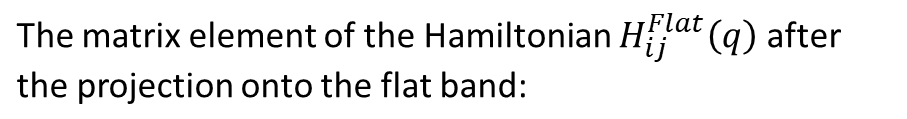 The matrix element of the Hamiltonian $H_{ij}^{Flat}(q)$ after
the projection onto the flat band: